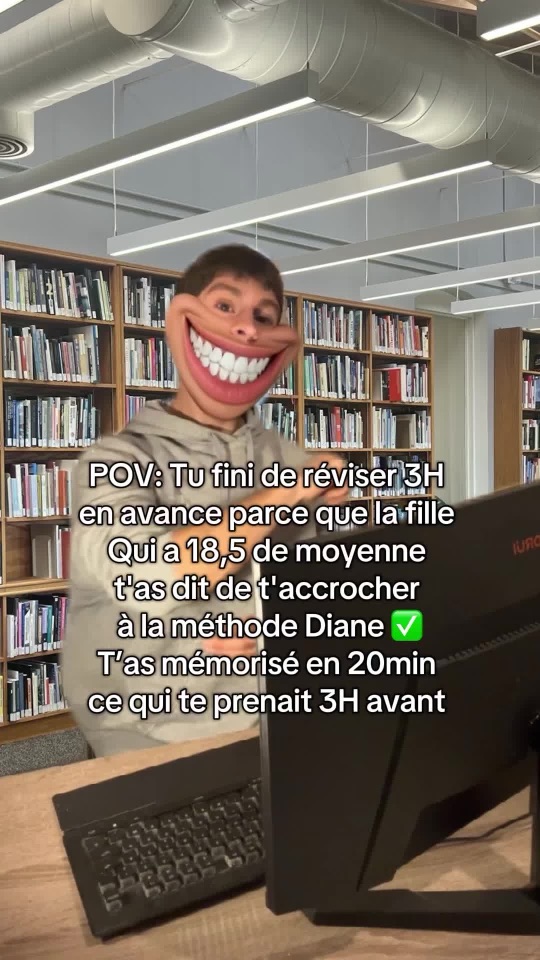 POV: Tu fini de réviser 3H
en avance parce que la fille
Qui a 18,5 de moyenne
t'as dit de t'accrocher
à la méthode Diane ✅
T’as mémorisé en 20min
ce qui te prenait 3H avant